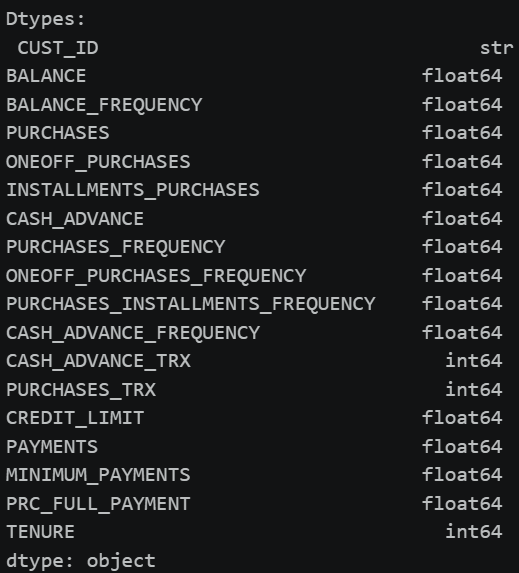 Dtypes:
 CUST_ID                                 str
BALANCE                             float64
BALANCE_FREQUENCY                   float64
PURCHASES                           float64
ONEOFF_PURCHASES                    float64
INSTALLMENTS_PURCHASES              float64
CASH_ADVANCE                        float64
PURCHASES_FREQUENCY                 float64
ONEOFF_PURCHASES_FREQUENCY          float64
PURCHASES_INSTALLMENTS_FREQUENCY    float64
CASH_ADVANCE_FREQUENCY              float64
CASH_ADVANCE_TRX                      int64
PURCHASES_TRX                         int64
CREDIT_LIMIT                        float64
PAYMENTS                            float64
MINIMUM_PAYMENTS                    float64
PRC_FULL_PAYMENT                    float64
TENURE                                int64
dtype: object